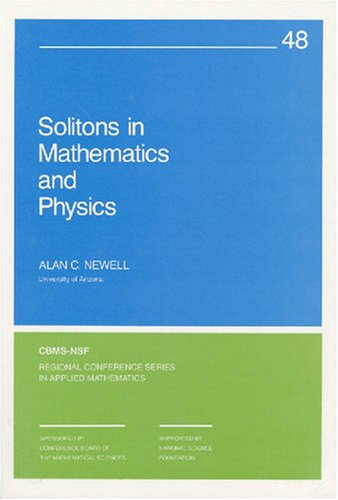 48
Solitons in
Mathematics
and
Physics
ALAN C. NEWELL
University of Arizona
CBMS-NSF
REGIONAL CONFERENCE SERIES
IN APPLIED MATHEMATICS
SPONSORED BY
CONFERENCE BOARD OF
THE MATHEMATICAL SCIENCES
SUPPORTED BY
NATIONAL SCIENCE
FOUNDATION